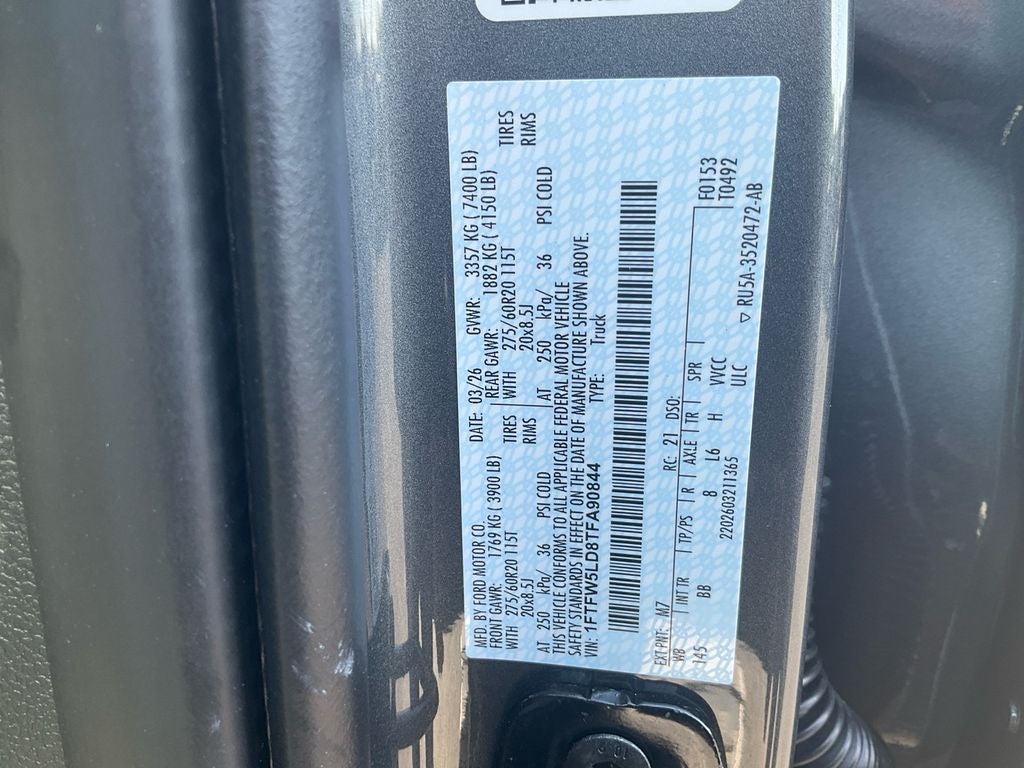 MFD. BY FORD MOTOR CO. DATE: 03/26 GVWR: 3357 KG ( 7400 LB)
FRONT GAWR: 1769 KG ( 3900 LB) REAR GAWR: 1882 KG ( 4150 LB)
WITH 275/60R20 115T TIRES WITH 275/60R20 115T TIRES
20x8.5J RIMS 20x8.5J RIMS
AT 250 kPa/ 36 PSI COLD AT 250 kPa/ 36 PSI COLD
THIS VEHICLE CONFORMS TO ALL APPLICABLE FEDERAL MOTOR VEHICLE
SAFETY STANDARDS IN EFFECT ON THE DATE OF MANUFACTURE SHOWN ABOVE.
VIN: 1FTFW5LD8TFA90844 TYPE: Truck
EXT PNT: M7 RC: 21 DSO: F0153
WB INT TR TP/PS R AXLE TR SPR T0492
145 BB 8 L6 H VVCC
2202603211365 ULC ▽ RU5A-3520472-AB